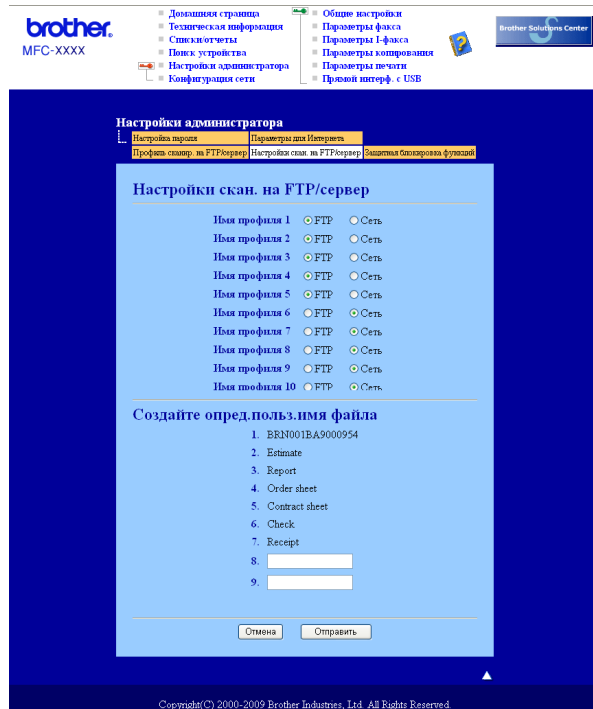 brother.
MFC-XXXX
Домашняя страница
Техническая информация
Списки/отчеты
Поиск устройства
Настройки администратора
Конфигурация сети
Общие настройки
Параметры факса
Параметры I-факса
Параметры копирования
Параметры печати
Прямой интерф. с USB
Brother Solutions Center
Настройки администратора
Настройка пароля
Параметры для Интернета
Профиль сканир. на FTP/сервер
Настройки скан. на FTP/сервер
Защитная блокировка функций
Настройки скан. на FTP/сервер
Имя профиля 1 FTP Сеть
Имя профиля 2 FTP Сеть
Имя профиля 3 FTP Сеть
Имя профиля 4 FTP Сеть
Имя профиля 5 FTP Сеть
Имя профиля 6 FTP Сеть
Имя профиля 7 FTP Сеть
Имя профиля 8 FTP Сеть
Имя профиля 9 FTP Сеть
Имя профиля 10 FTP Сеть
Создайте опред.польз.имя файла
1. BRN001BA9000954
2. Estimate
3. Report
4. Order sheet
5. Contract sheet
6. Check
7. Receipt
8.
9.
Отмена Отправить
Copyright(C) 2000-2009 Brother Industries, Ltd. All Rights Reserved.